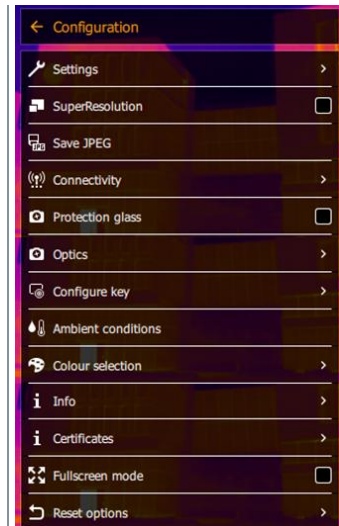 Configuration
Settings
SuperResolution
JPG
Save JPEG
Connectivity
Protection glass
Optics
Configure key
Ambient conditions
Colour selection
Info
Certificates
Fullscreen mode
Reset options